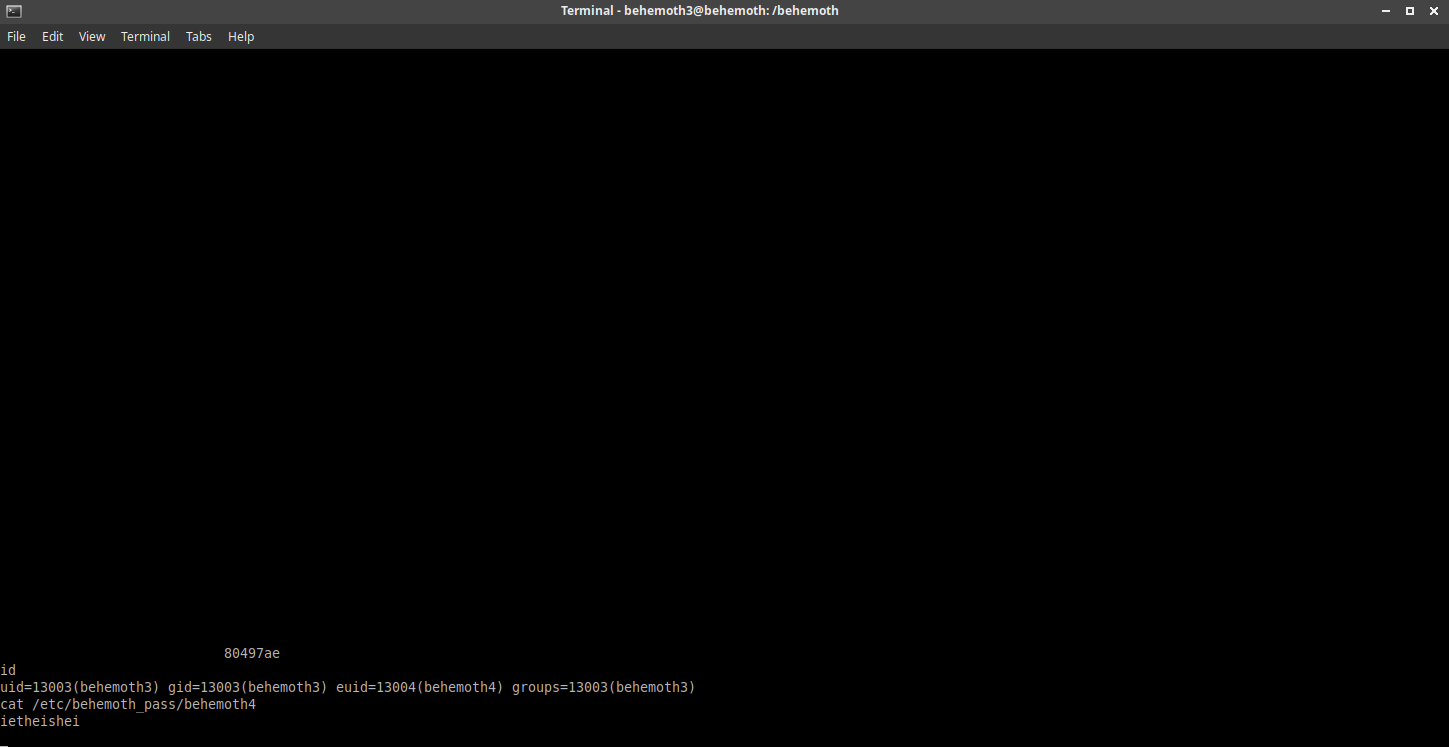 Terminal - behemoth3@behemoth: /behemoth
File Edit View Terminal Tabs Help
80497ae
id
uid=13003(behemoth3) gid=13003(behemoth3) euid=13004(behemoth4) groups=13003(behemoth3)
cat /etc/behemoth_pass/behemoth4
ietheishei